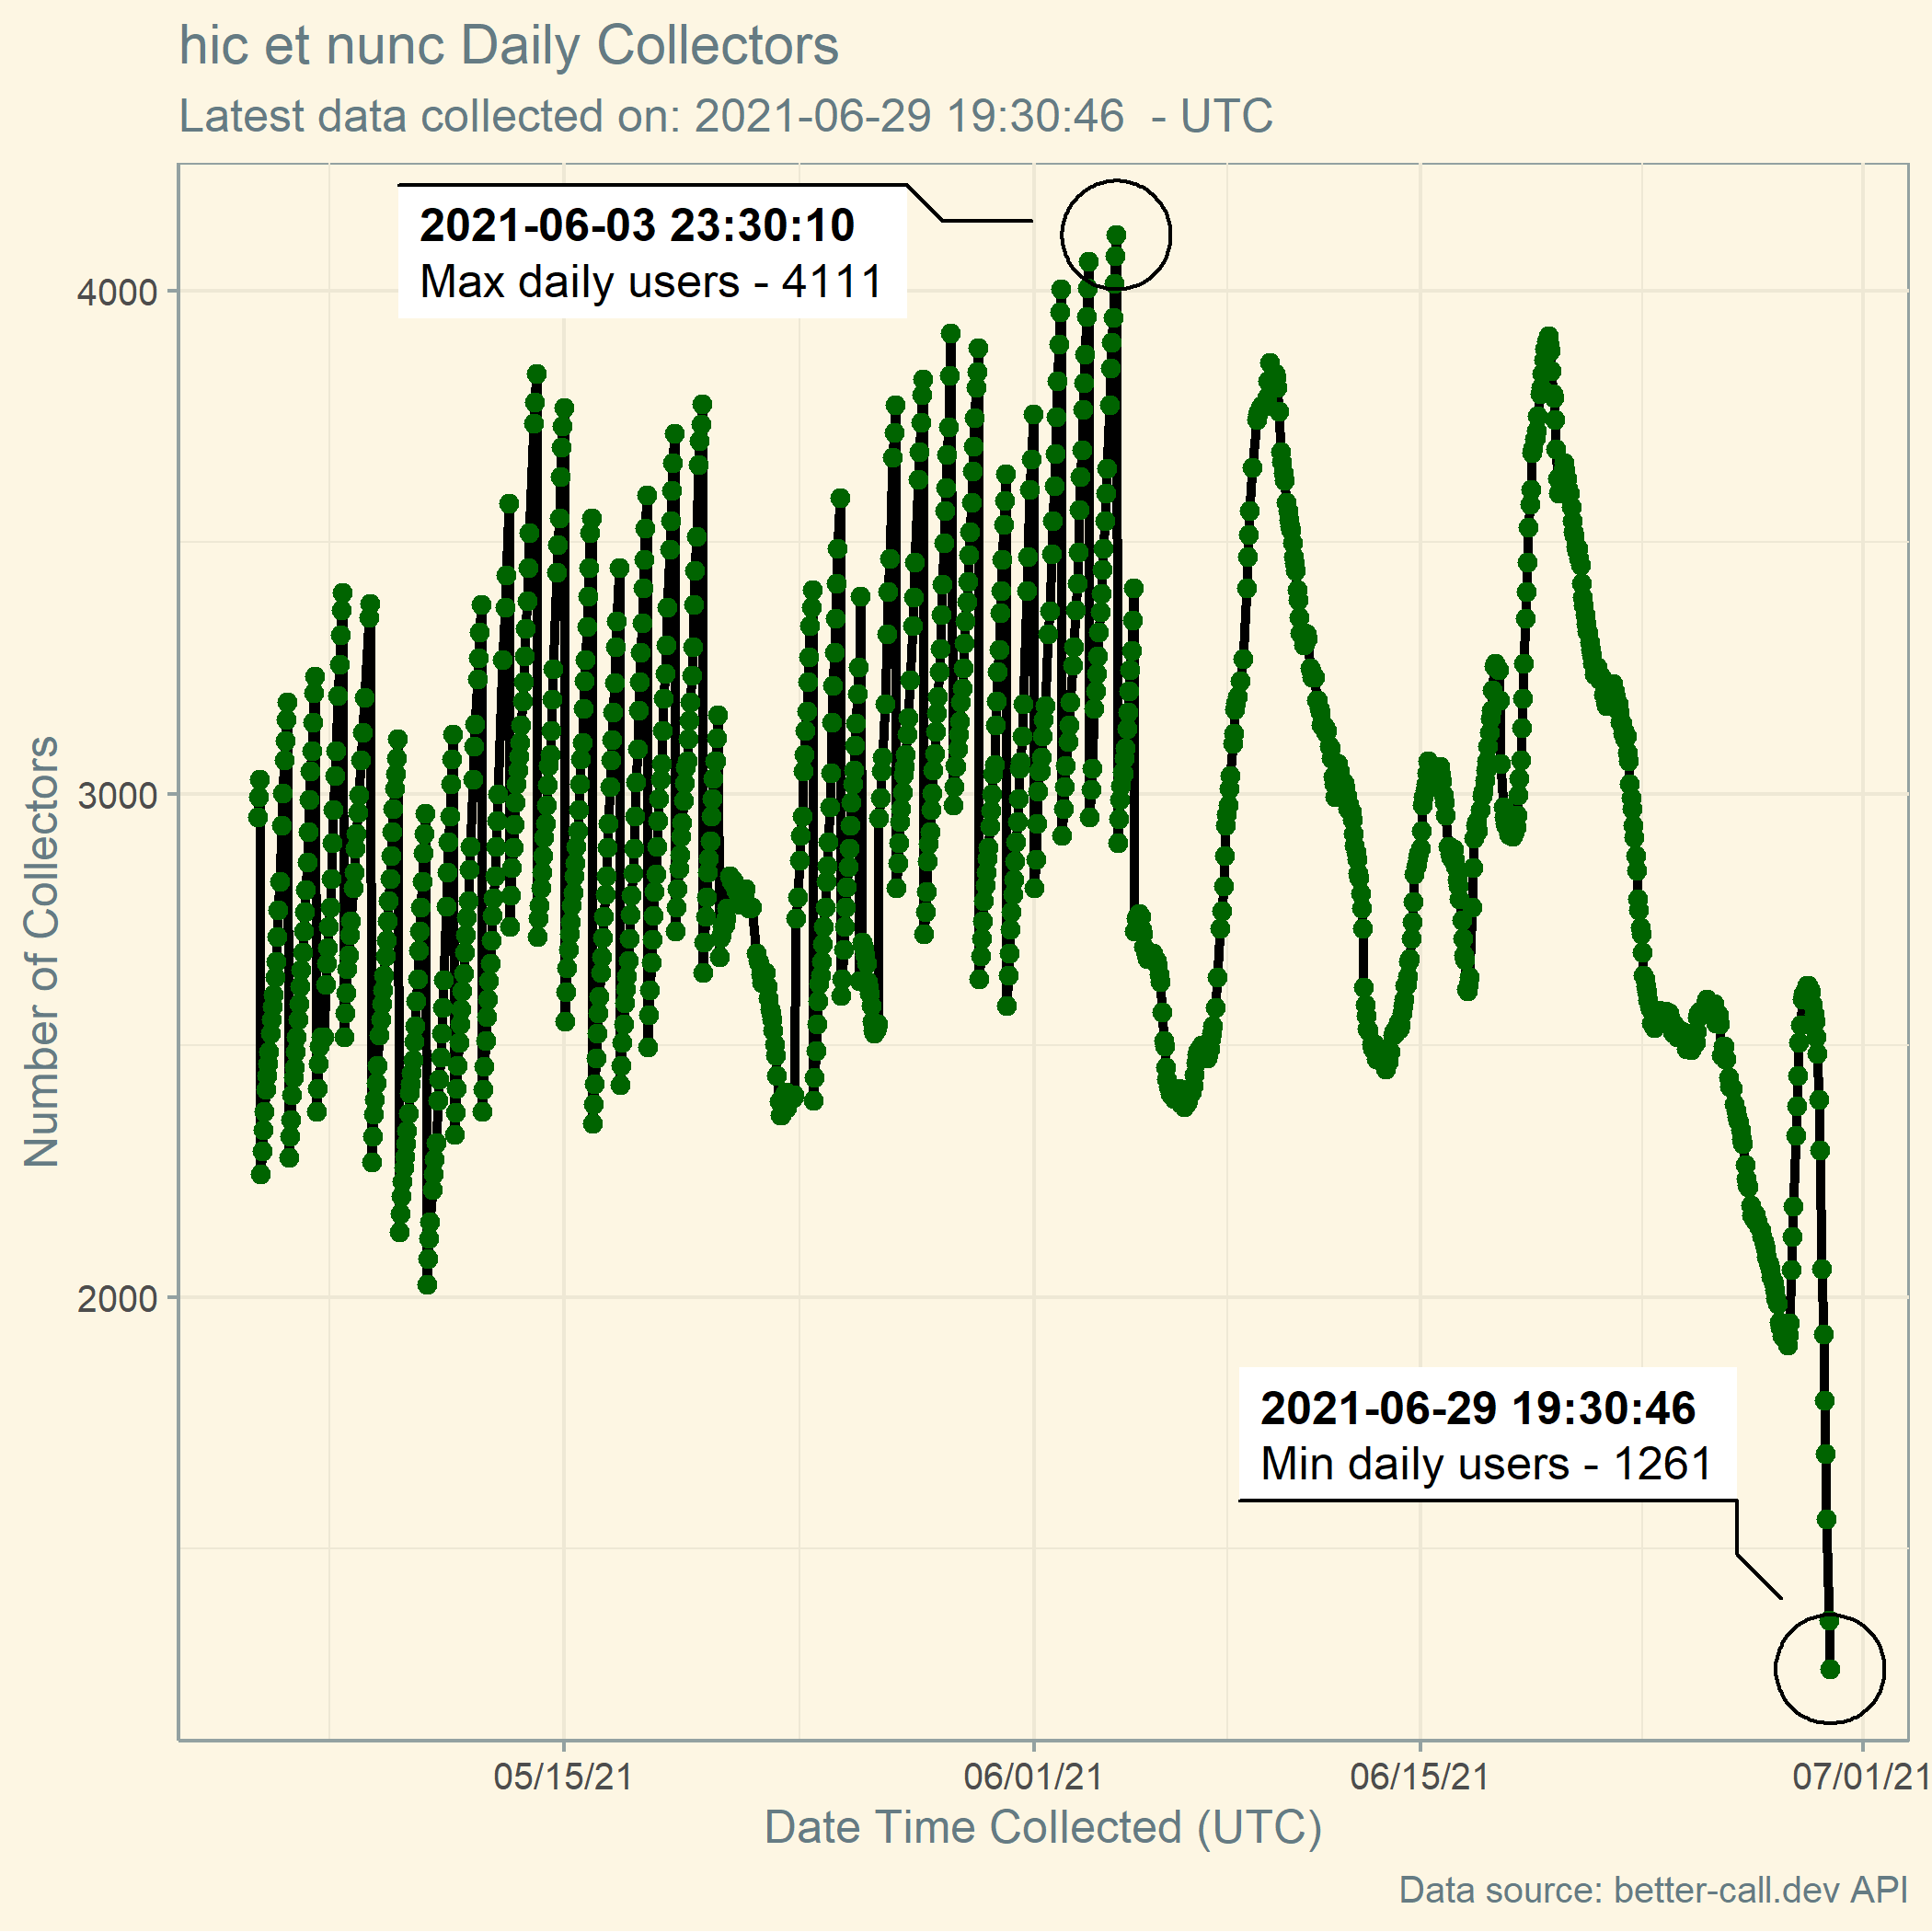 hic et nunc Daily Collectors
Latest data collected on: 2021-06-29 19:30:46  - UTC
2021-06-03 23:30:10
Max daily users - 4111
4000
3000
2000
Number of Collectors
2021-06-29 19:30:46
Min daily users - 1261
05/15/21
06/01/21
06/15/21
07/01/21
Date Time Collected (UTC)
Data source: better-call.dev API